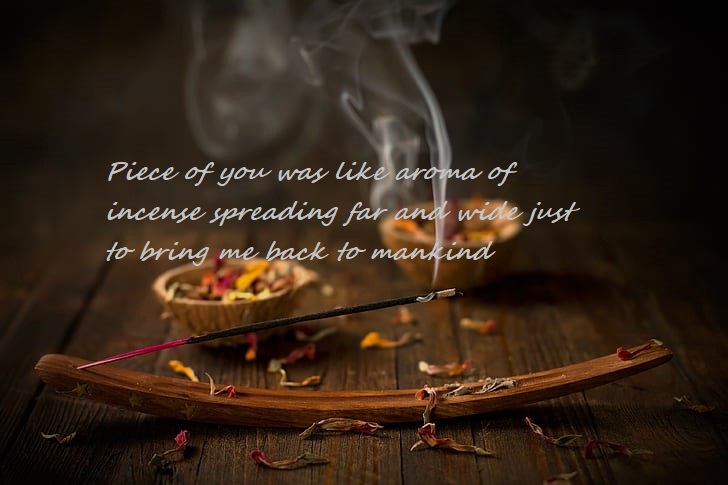 Piece of you was like aroma of
incense spreading far and wide just
to bring me back to mankind